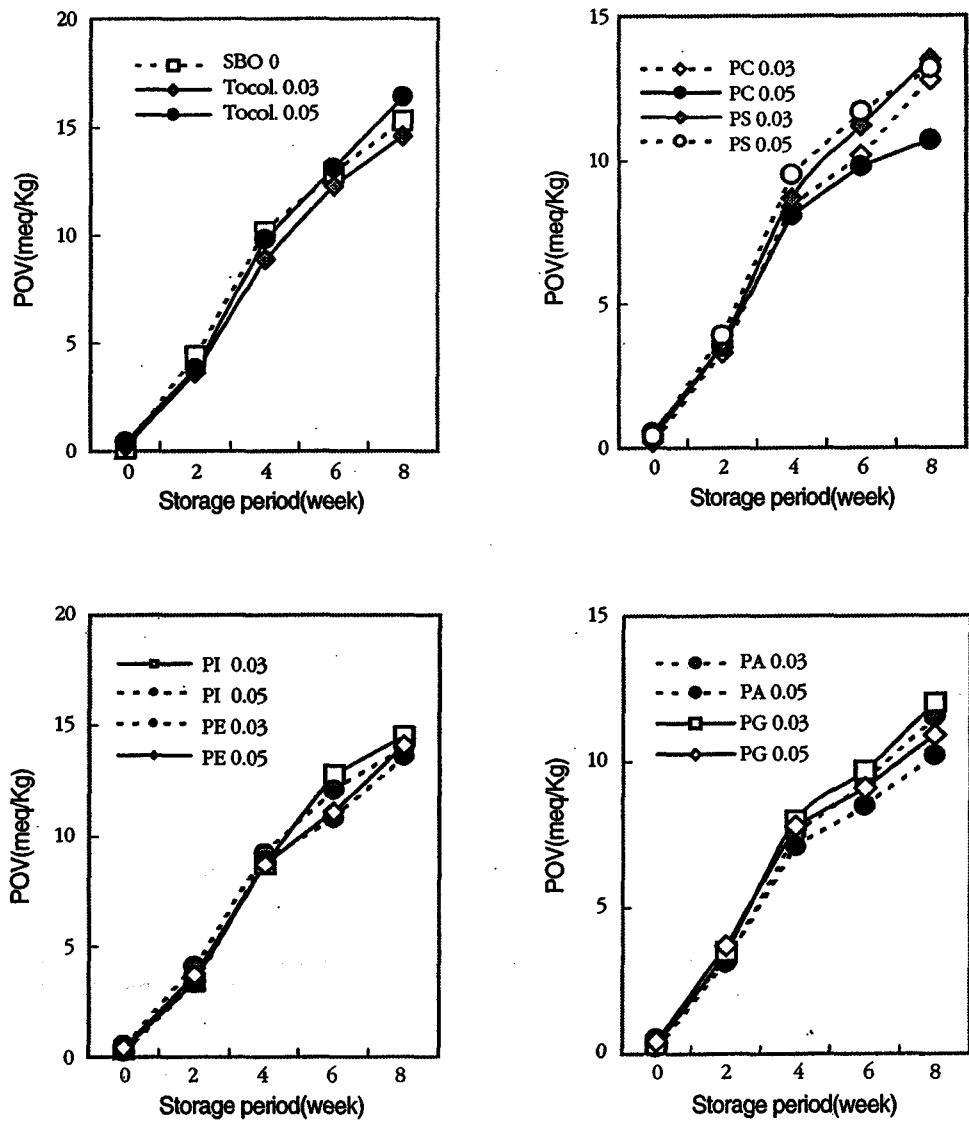 20
15
10
5
0
POV(meq/Kg)
SBO 0
Tocol. 0.03
Tocol. 0.05
0 2 4 6 8
Storage period(week)
15
10
5
0
POV(meq/Kg)
PC 0.03
PC 0.05
PS 0.03
PS 0.05
0 2 4 6 8
Storage period(week)
20
15
10
5
0
POV(meq/Kg)
PI 0.03
PI 0.05
PE 0.03
PE 0.05
0 2 4 6 8
Storage period(week)
15
10
5
0
POV(meq/Kg)
PA 0.03
PA 0.05
PG 0.03
PG 0.05
0 2 4 6 8
Storage period(week)